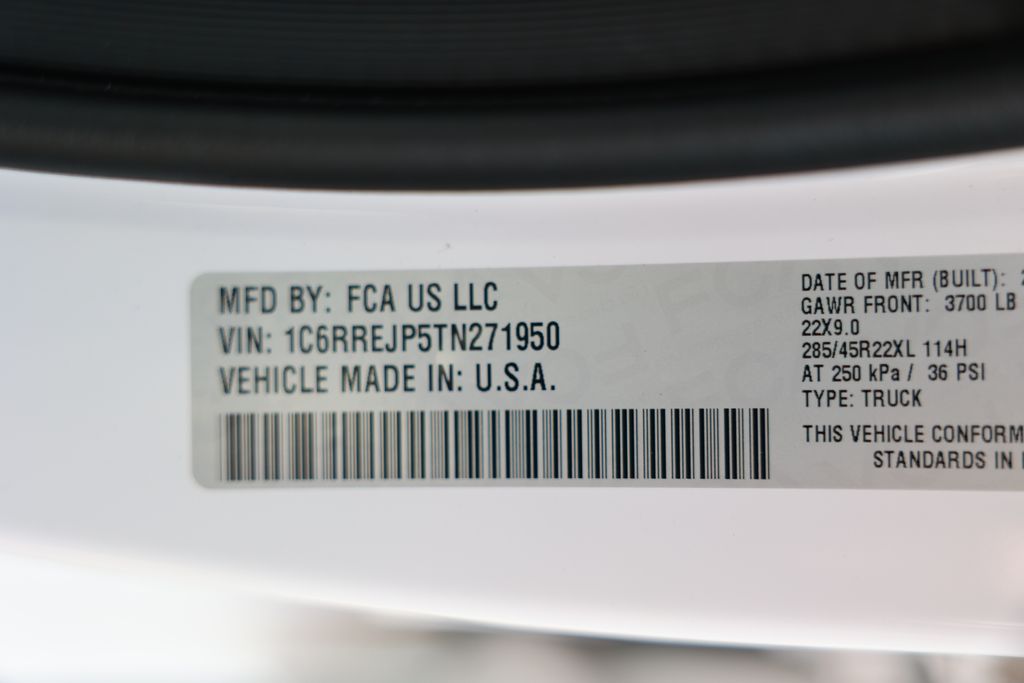 MFD BY: FCA US LLC
VIN: 1C6RREJP5TN271950
VEHICLE MADE IN: U.S.A.
DATE OF MFR (BUILT):
GAWR FRONT: 3700 LB
22X9.0
285/45R22XL 114H
AT 250 kPa / 36 PSI
TYPE: TRUCK
THIS VEHICLE CONFORM
STANDARDS IN